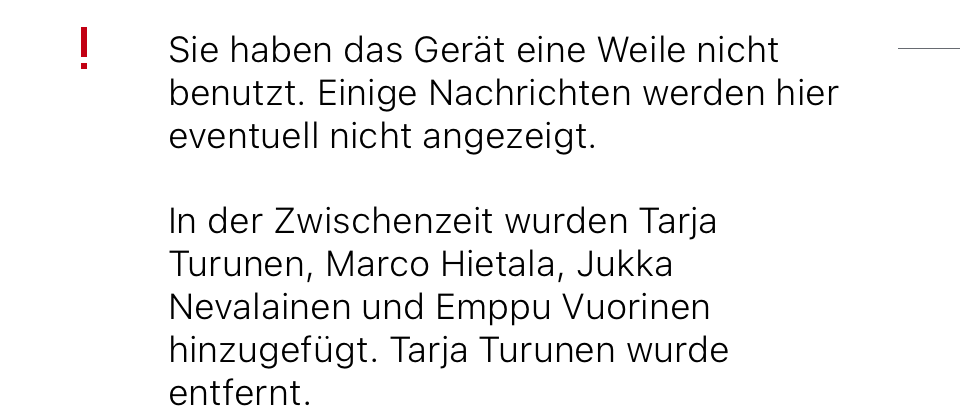 Sie haben das Gerät eine Weile nicht
benutzt. Einige Nachrichten werden hier
eventuell nicht angezeigt.
In der Zwischenzeit wurden Tarja
Turunen, Marco Hietala, Jukka
Nevalainen und Emppu Vuorinen
hinzugefügt. Tarja Turunen wurde
entfernt.